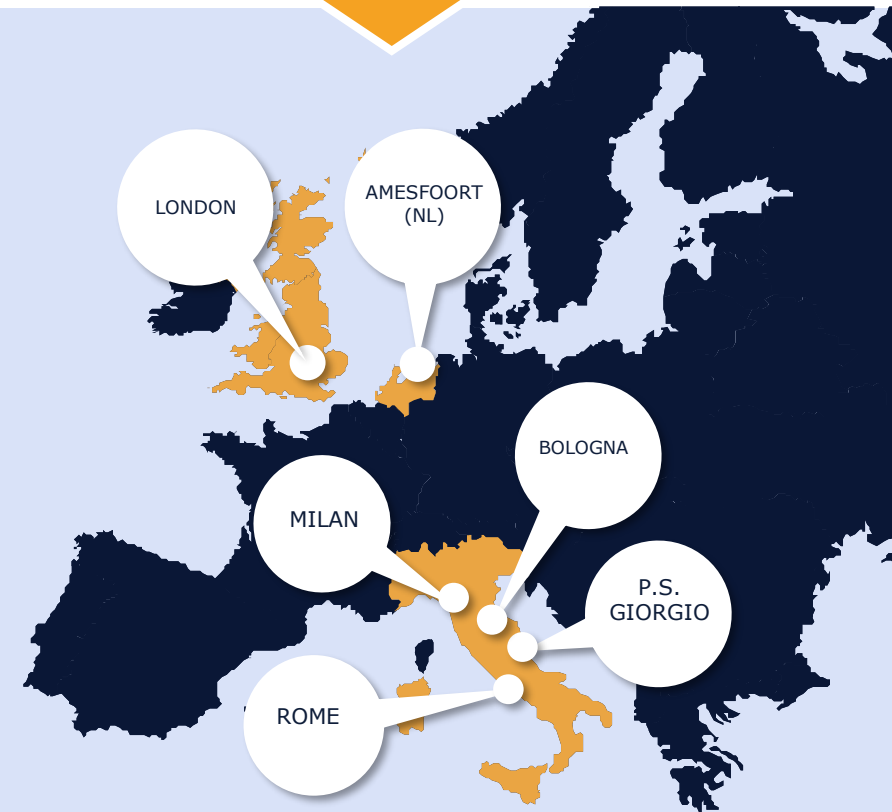 LONDON
AMESFOORT
(NL)
BOLOGNA
MILAN
P.S.
GIORGIO
ROME